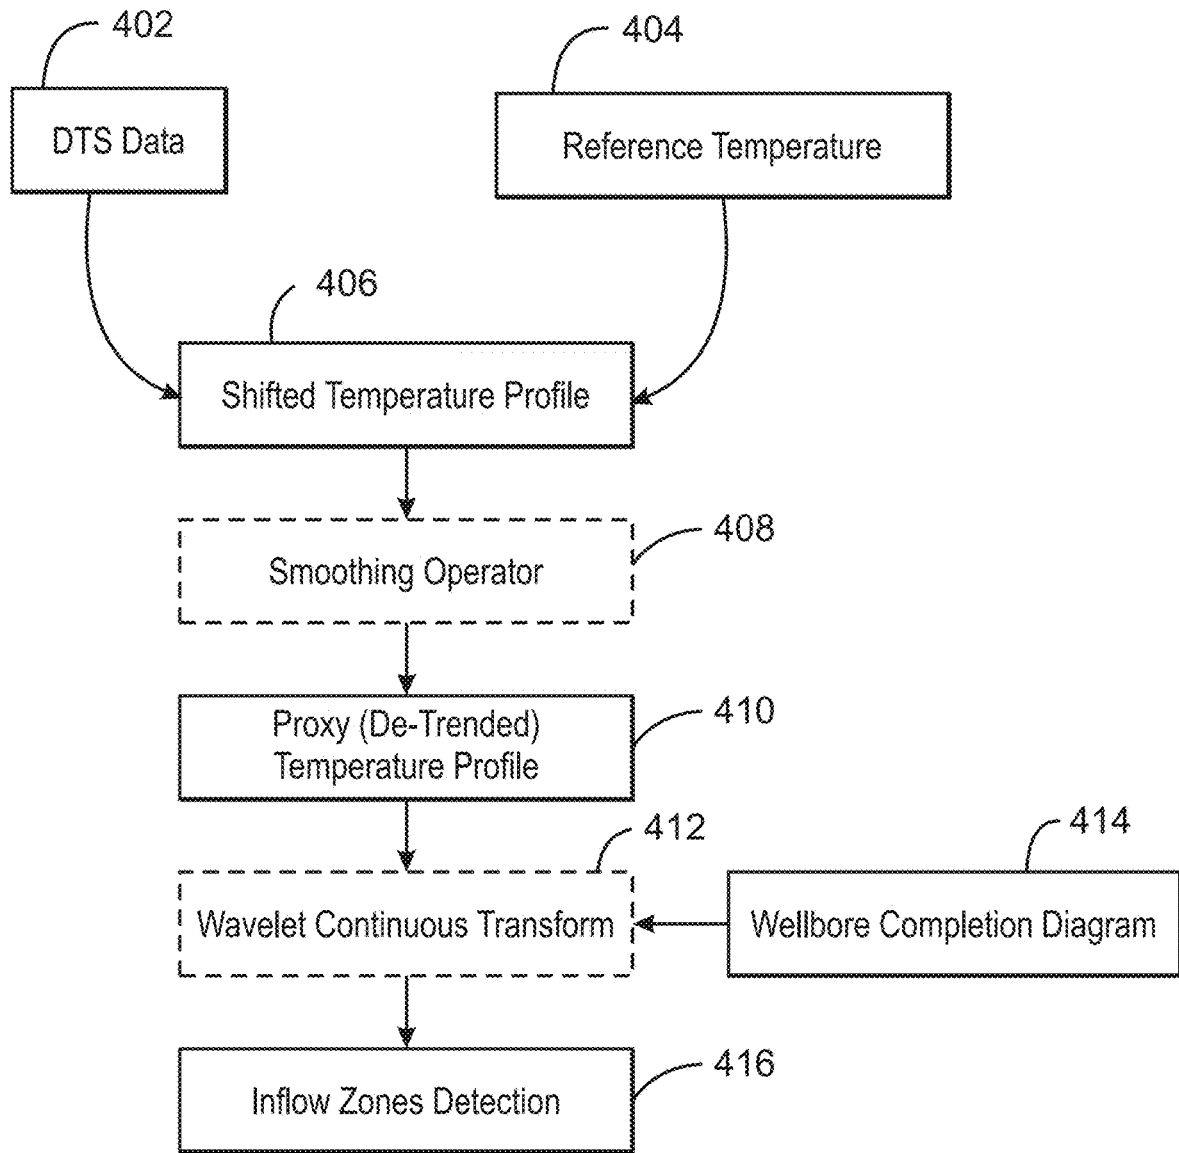 402
404
DTS Data
Reference Temperature
406
Shifted Temperature Profile
408
Smoothing Operator
410
Proxy (De-Trended)
Temperature Profile
412
414
Wavelet Continuous Transform
Wellbore Completion Diagram
416
Inflow Zones Detection